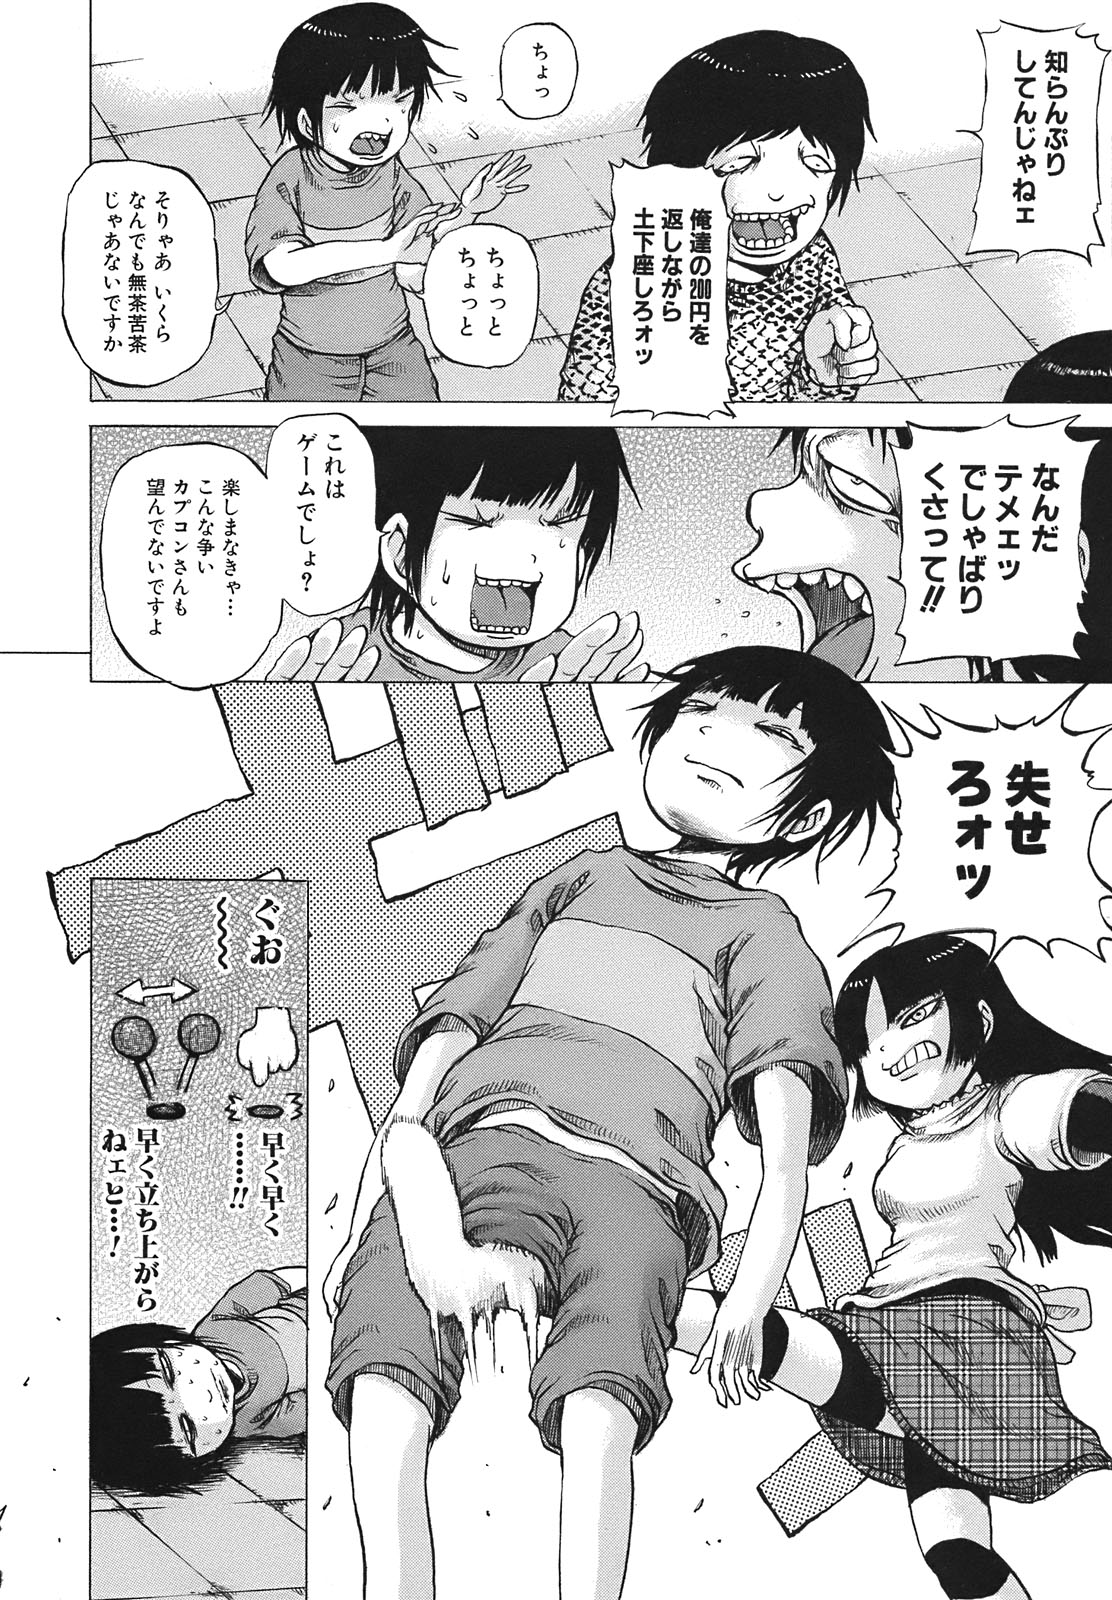 知らんぷり
してんじゃねェ
俺達の200円を
返しながら
土下座しろォッ
ちょっ
ちょっと
ちょっと
そりゃあ いくら
なんでも無茶苦茶
じゃあないですか
なんだ
テメェッ
でしゃばり
くさって!!
これは
ゲームでしょ？
楽しまなきゃ…
こんな争い
カプコンさんも
望んでないですよ
失せ
ろォッ
ぐお
早く早く
………!!
早く立ち上がら
ねェと…!